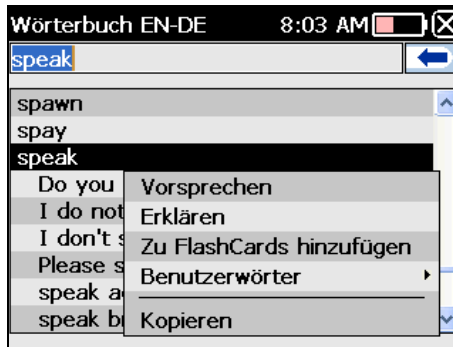 Wörterbuch EN-DE 8:03 AM
speak
spawn
spay
speak
Do you
I do not
I don't
Please
speak
speak
Vorsprechen
Erklären
Zu FlashCards hinzufügen
Benutzerwörter
Kopieren